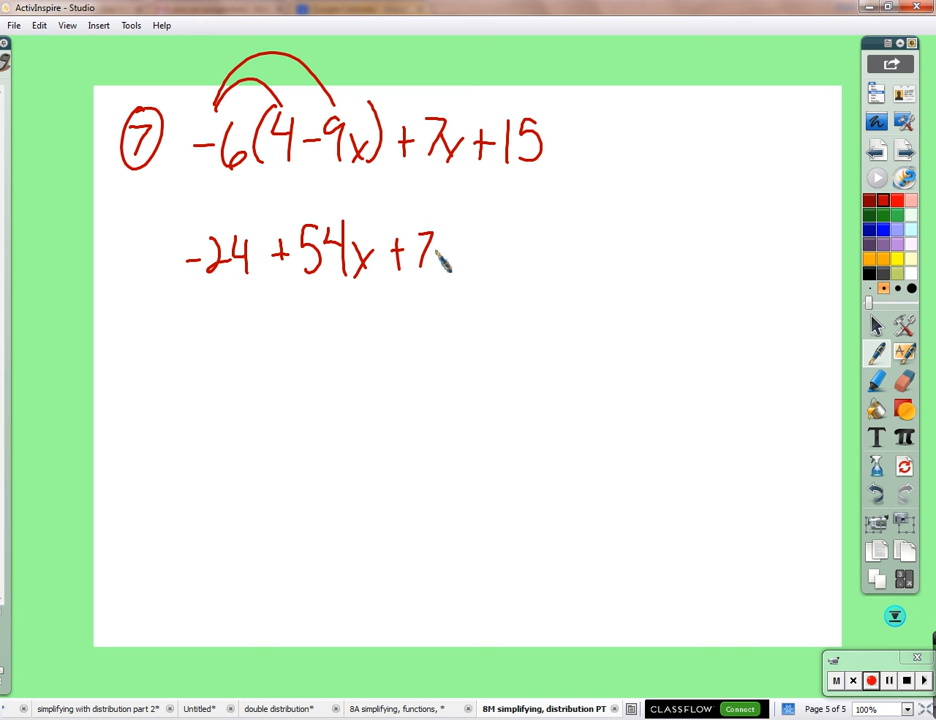 ActivInspire - Studio
File Edit View Insert Tools Help
⑦ -6(4-9x)+7x+15
-24 +54x +7
M
simplifying with distribution part 2* Untitled* double distribution* 8A simplifying, functions, * 8M simplifying, distribution PT CLASSFLOW Connect Page 5 of 5 100%